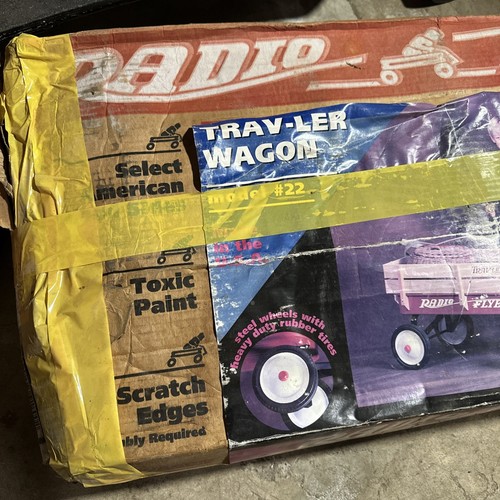 RADIO
TRAV-LER
WAGON
model #22
in the
Select
merican
Toxic
Paint
Scratch
Edges
bly Required
steel wheels with
heavy duty rubber tires
RADIO FLYE